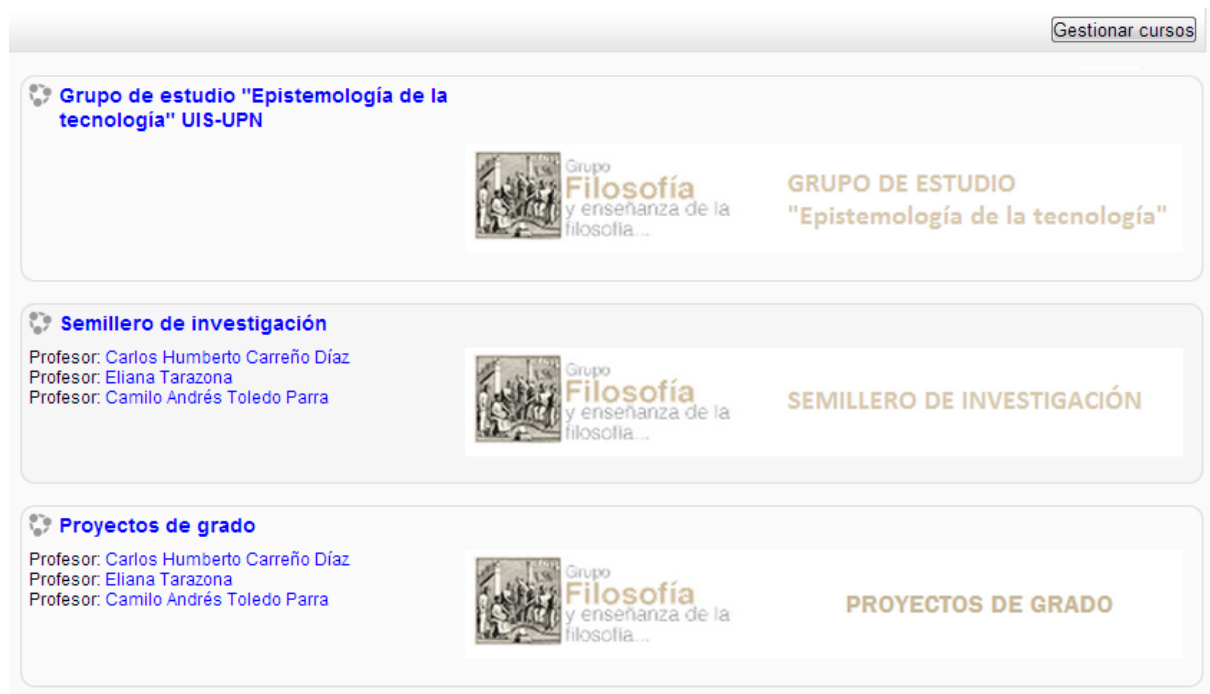 Gestionar cursos
Grupo de estudio "Epistemología de la
tecnología" UIS-UPN
Grupo
Filosofía
y enseñanza de la
filosofia...
GRUPO DE ESTUDIO
"Epistemología de la tecnología"
Semillero de investigación
Profesor: Carlos Humberto Carreño Díaz
Profesor: Eliana Tarazona
Profesor: Camilo Andrés Toledo Parra
Grupo
Filosofía
y enseñanza de la
filosofia...
SEMILLERO DE INVESTIGACIÓN
Proyectos de grado
Profesor: Carlos Humberto Carreño Díaz
Profesor: Eliana Tarazona
Profesor: Camilo Andrés Toledo Parra
Grupo
Filosofía
y enseñanza de la
filosofia...
PROYECTOS DE GRADO